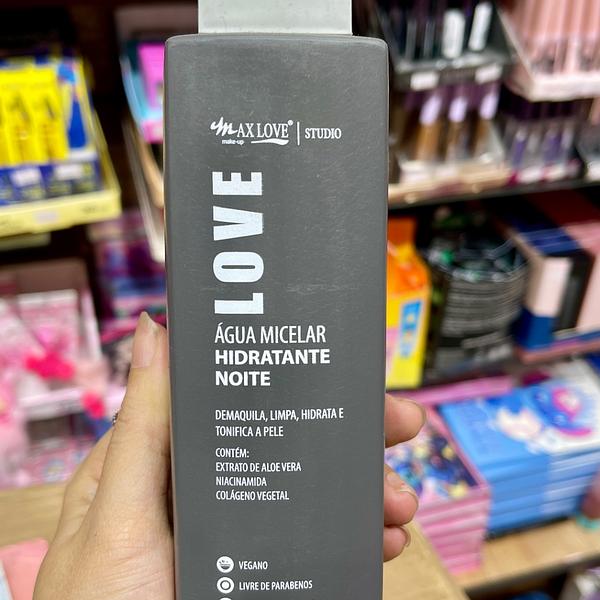 MAX LOVE® | STUDIO
make-up
LOVE
ÁGUA MICELAR
HIDRATANTE
NOITE
DEMAQUILA, LIMPA, HIDRATA E
TONIFICA A PELE
CONTÉM:
EXTRATO DE ALOE VERA
NIACINAMIDA
COLÁGENO VEGETAL
VEGANO
LIVRE DE PARABENOS